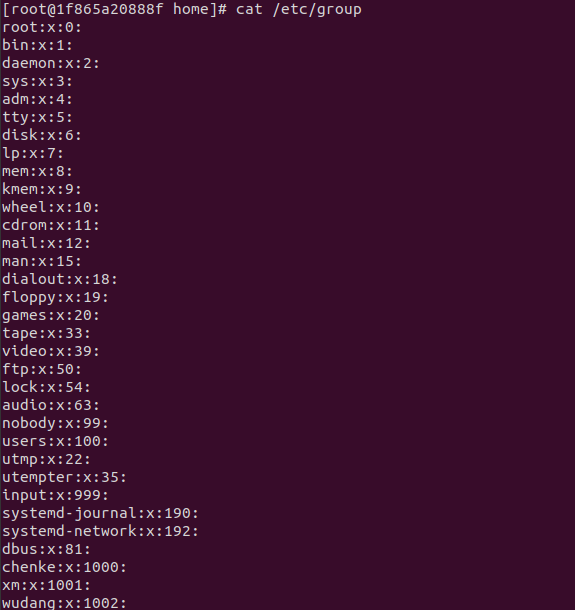 [root@1f865a20888f home]# cat /etc/group
root:x:0:
bin:x:1:
daemon:x:2:
sys:x:3:
adm:x:4:
tty:x:5:
disk:x:6:
lp:x:7:
mem:x:8:
kmem:x:9:
wheel:x:10:
cdrom:x:11:
mail:x:12:
man:x:15:
dialout:x:18:
floppy:x:19:
games:x:20:
tape:x:33:
video:x:39:
ftp:x:50:
lock:x:54:
audio:x:63:
nobody:x:99:
users:x:100:
utmp:x:22:
utempter:x:35:
input:x:999:
systemd-journal:x:190:
systemd-network:x:192:
dbus:x:81:
chenke:x:1000:
xm:x:1001:
wudang:x:1002: